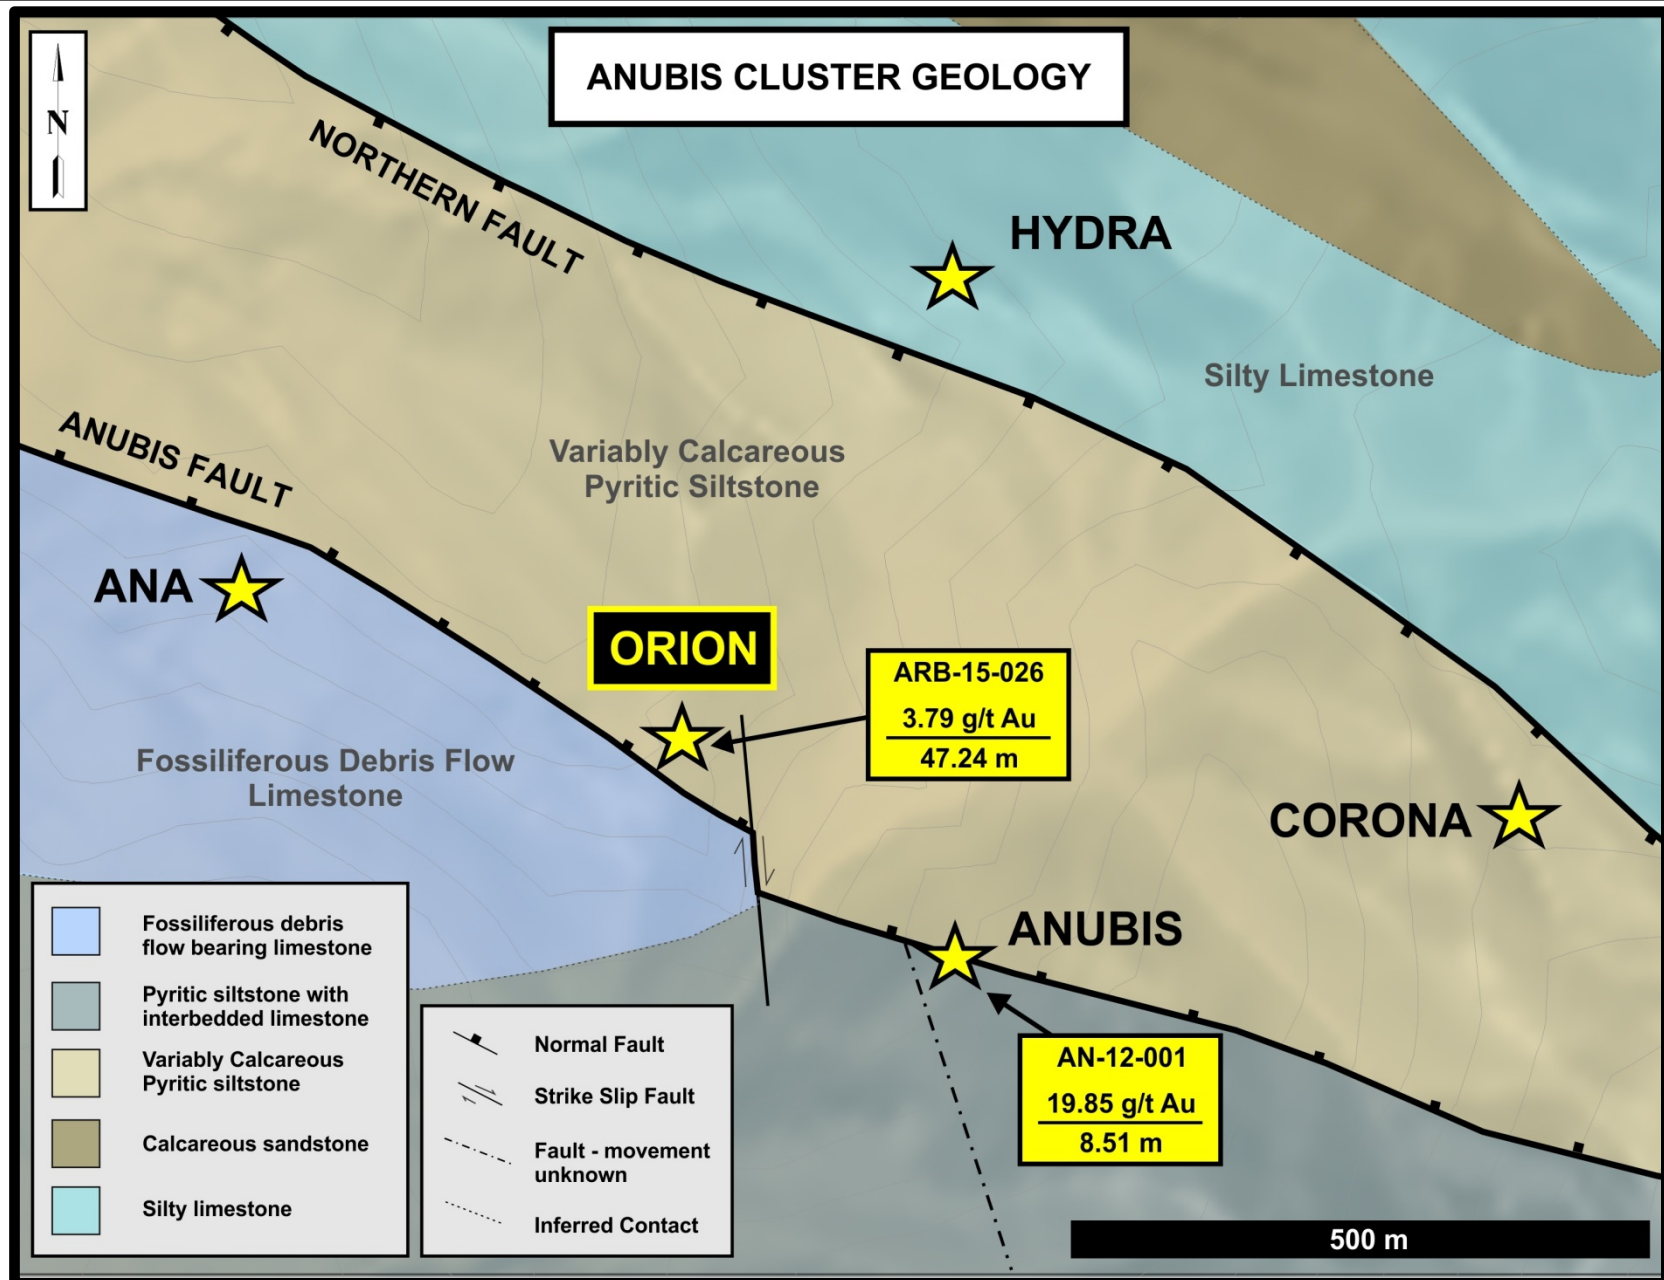 ANUBIS CLUSTER GEOLOGY
N
NORTHERN FAULT
HYDRA
Silty Limestone
ANUBIS FAULT
Variably Calcareous
Pyritic Siltstone
ANA
ORION
ARB-15-026
3.79 g/t Au
47.24 m
Fossiliferous Debris Flow
Limestone
CORONA
ANUBIS
AN-12-001
19.85 g/t Au
8.51 m
Fossiliferous debris
flow bearing limestone
Pyritic siltstone with
interbedded limestone
Variably Calcareous
Pyritic siltstone
Calcareous sandstone
Silty limestone
Normal Fault
Strike Slip Fault
Fault - movement
unknown
Inferred Contact
500 m